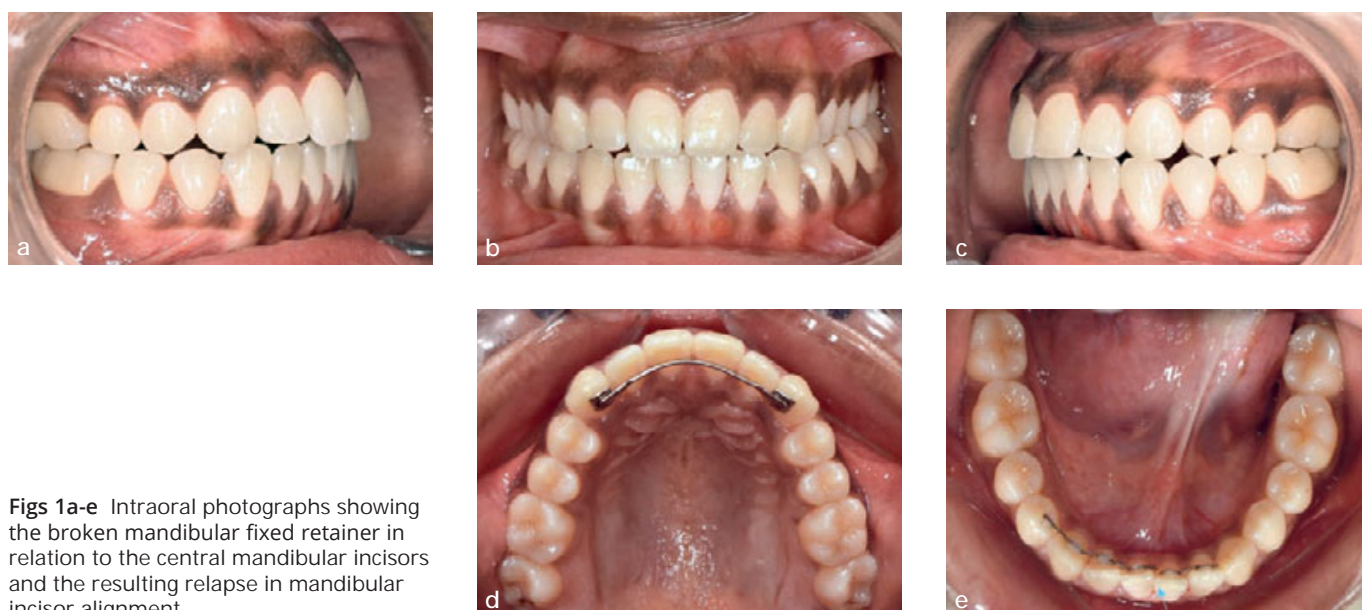 a
b
c
Figs 1a-e Intraoral photographs showing
the broken mandibular fixed retainer in
relation to the central mandibular incisors
and the resulting relapse in mandibular
incisor alignment
d
e